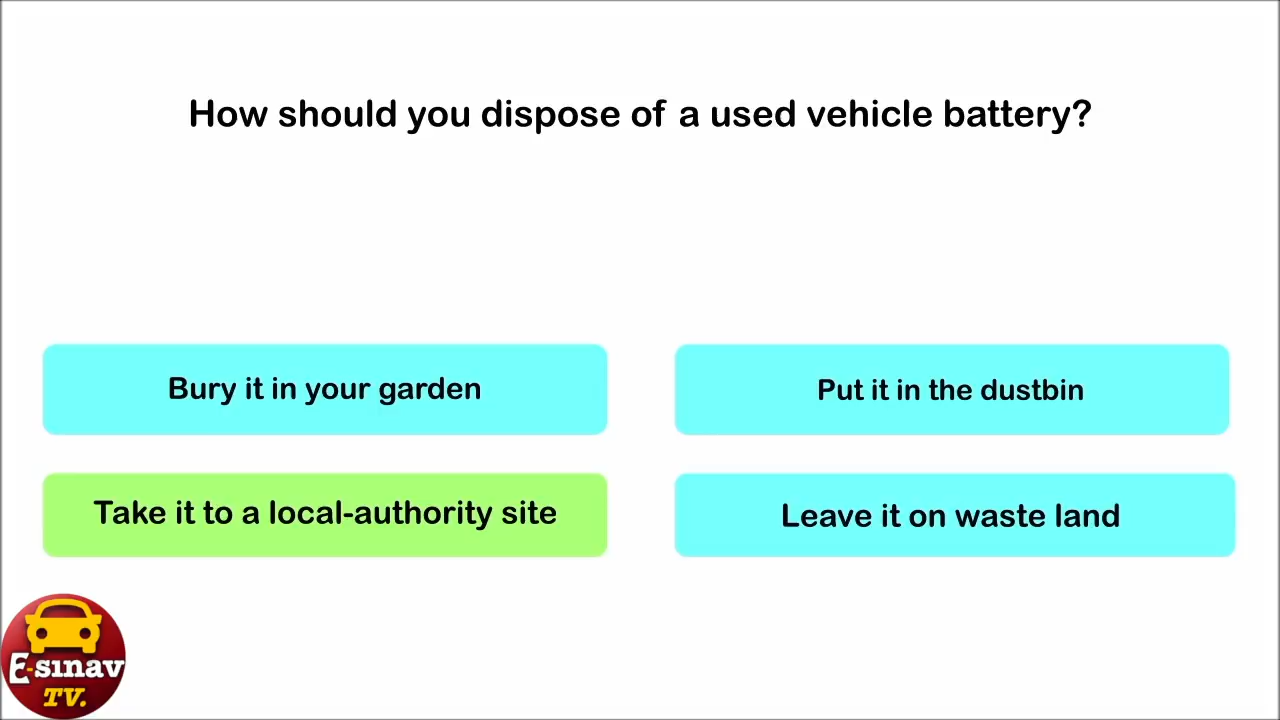 How should you dispose of a used vehicle battery?
Bury it in your garden
Put it in the dustbin
Take it to a local-authority site
Leave it on waste land
E-sınav
TV.